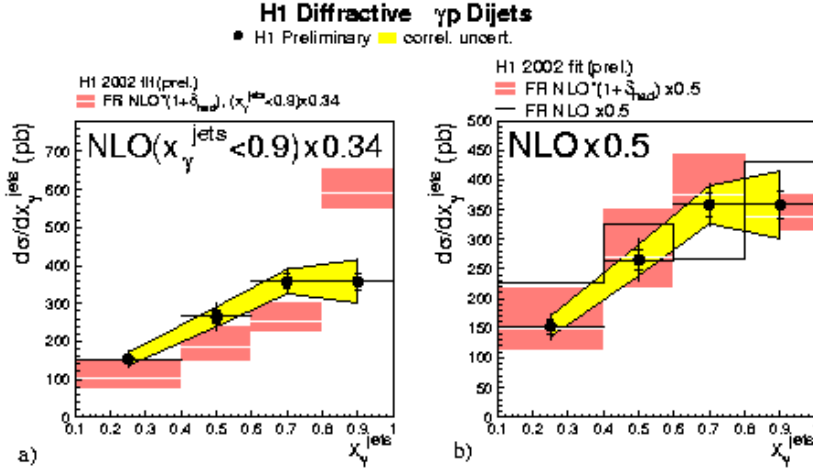 H1 Diffractive γp Dijets
H1 Preliminary correl. uncert.
H1 2002 fit (prel.)
FR NLO*(1+δhad), (xγjets<0.9)x0.34
NLO(xγjets<0.9)x0.34
dσ/dxγjets (pb)
700
600
500
400
300
200
100
0
0.1 0.2 0.3 0.4 0.5 0.6 0.7 0.8 0.9 1
xγjets
a)
H1 2002 fit (prel.)
FR NLO*(1+δhad) x0.5
FR NLO x0.5
NLOx0.5
dσ/dxγjets (pb)
500
450
400
350
300
250
200
150
100
50
0
0.1 0.2 0.3 0.4 0.5 0.6 0.7 0.8 0.9 1
xγjets
b)